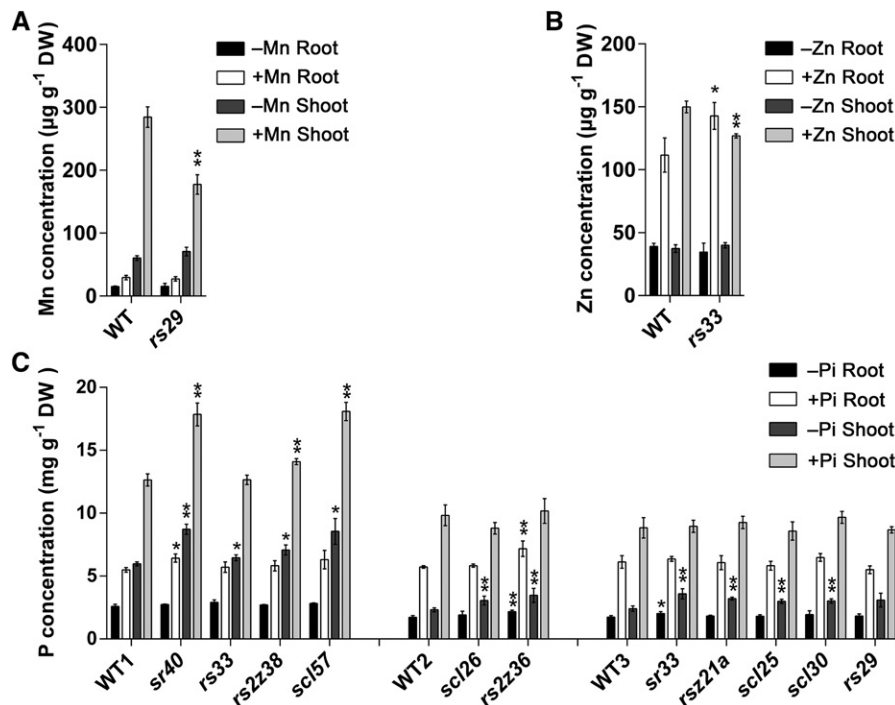 A
Mn concentration (µg g⁻¹ DW)
400
300
200
100
0
WT
rs29
**
–Mn Root
+Mn Root
–Mn Shoot
+Mn Shoot
B
Zn concentration (µg g⁻¹ DW)
200
150
100
50
0
WT
rs33
*
**
–Zn Root
+Zn Root
–Zn Shoot
+Zn Shoot
C
P concentration (mg g⁻¹ DW)
20
15
10
5
0
* ** **
* *
* **
* **
**
** ** **
* **
**
**
**
WT1
sr40
rs33
rs2z38
scl57
WT2
scl26
rs2z36
WT3
sr33
rsz21a
scl25
scl30
rs29
–Pi Root
+Pi Root
–Pi Shoot
+Pi Shoot